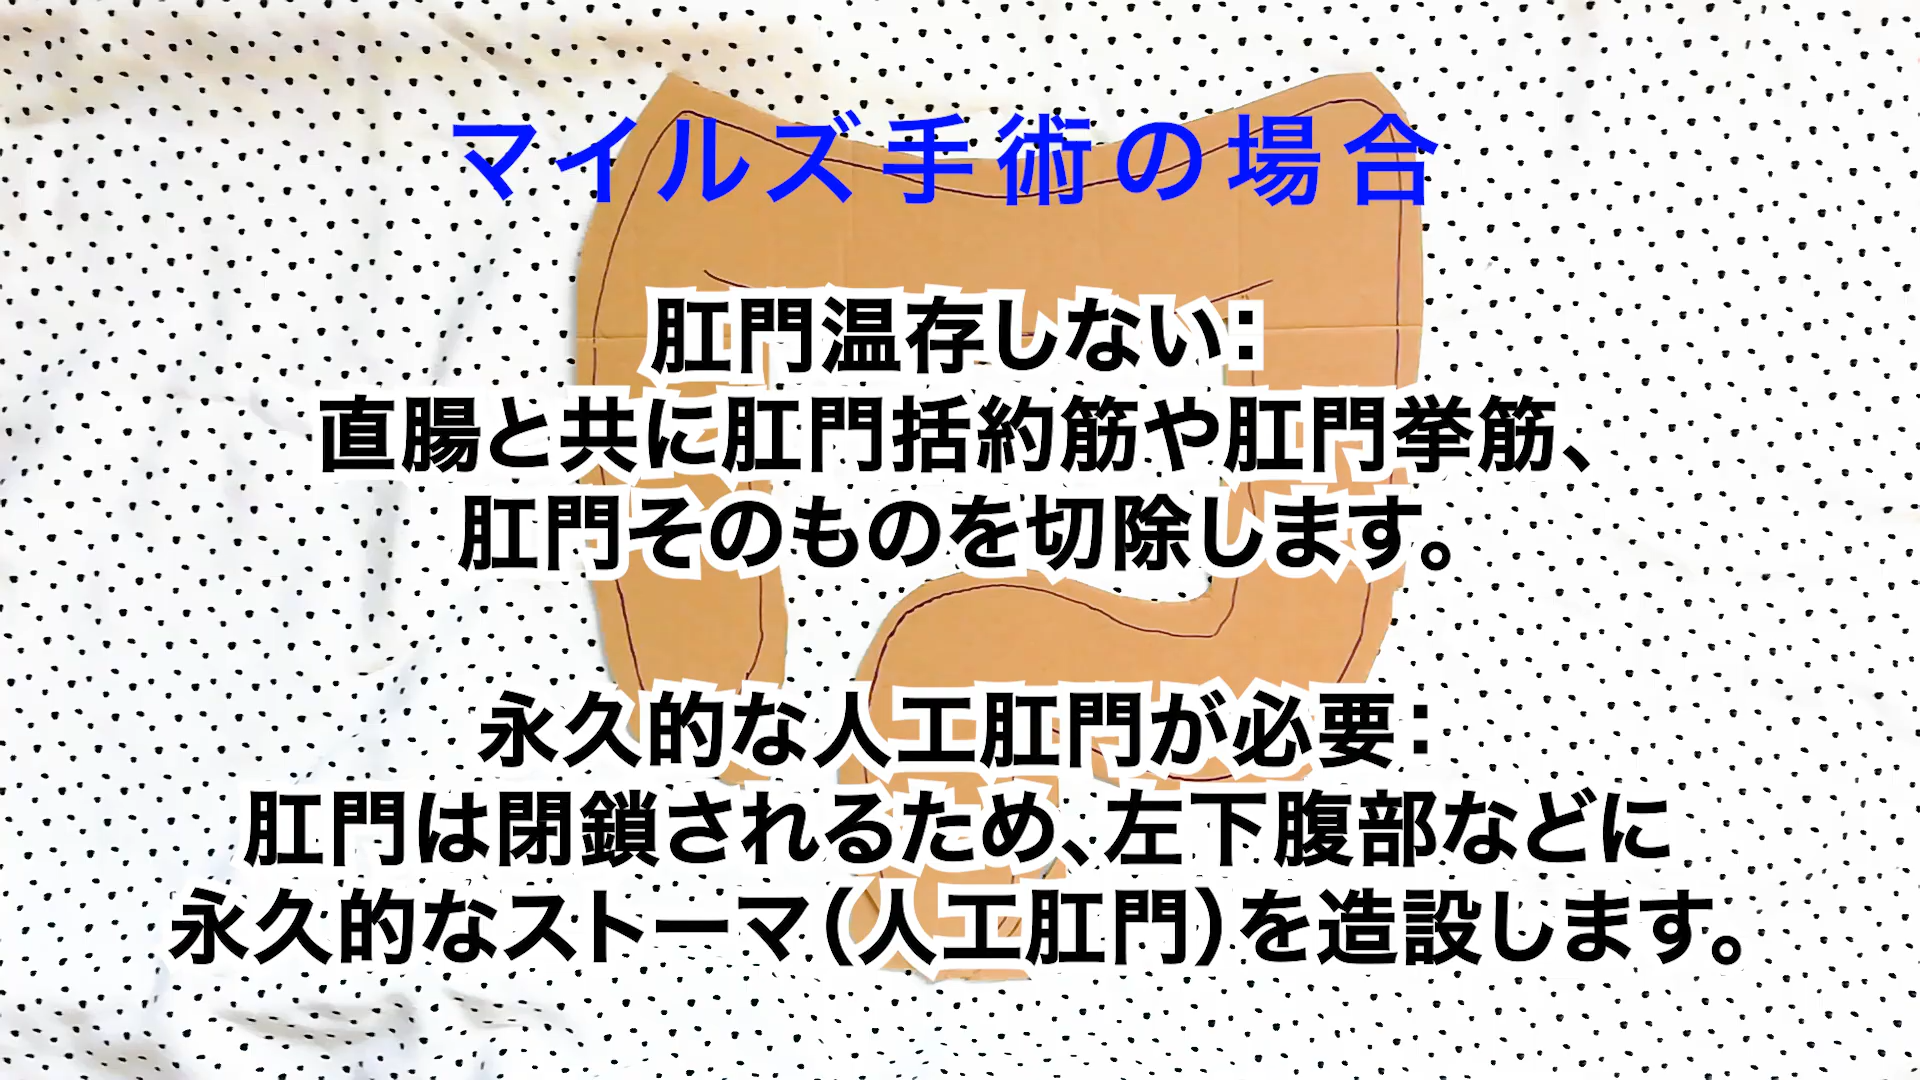 マイルズ手術の場合
肛門温存しない：
直腸と共に肛門括約筋や肛門挙筋、
肛門そのものを切除します。
永久的な人工肛門が必要：
肛門は閉鎖されるため、左下腹部などに
永久的なストーマ（人工肛門）を造設します。